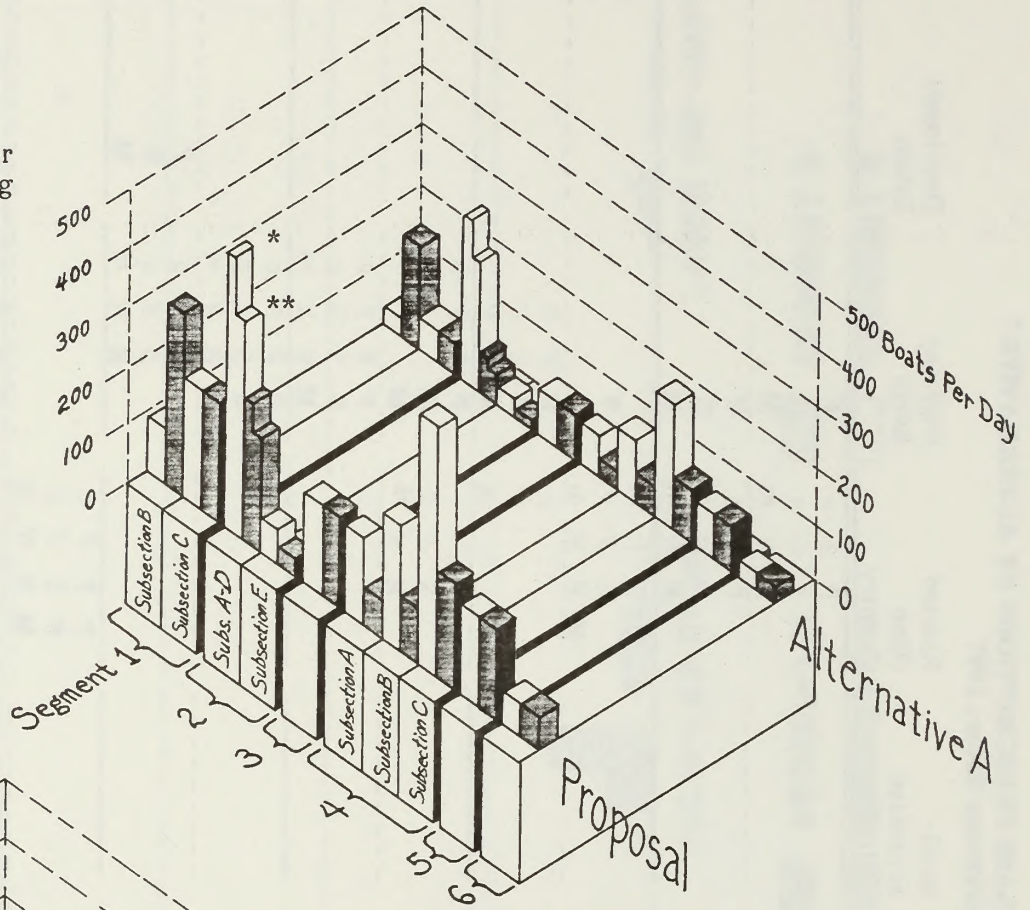 r
g
500
400
300
200
100
0
*
**
500 Boats Per Day
400
300
200
100
0
Subsection B
Subsection C
Subs. A-D
Subsection E
Subsection A
Subsection B
Subsection C
Segment 1
2
3
4
5
6
Proposal
Alternative A